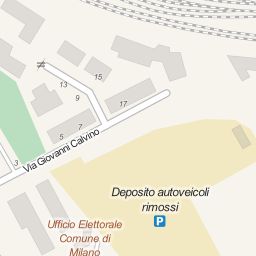 15
13
9
17
5
7
3
Via Giovanni Calvino
Deposito autoveicoli
rimossi
P
Ufficio Elettorale
Comune di
Milano